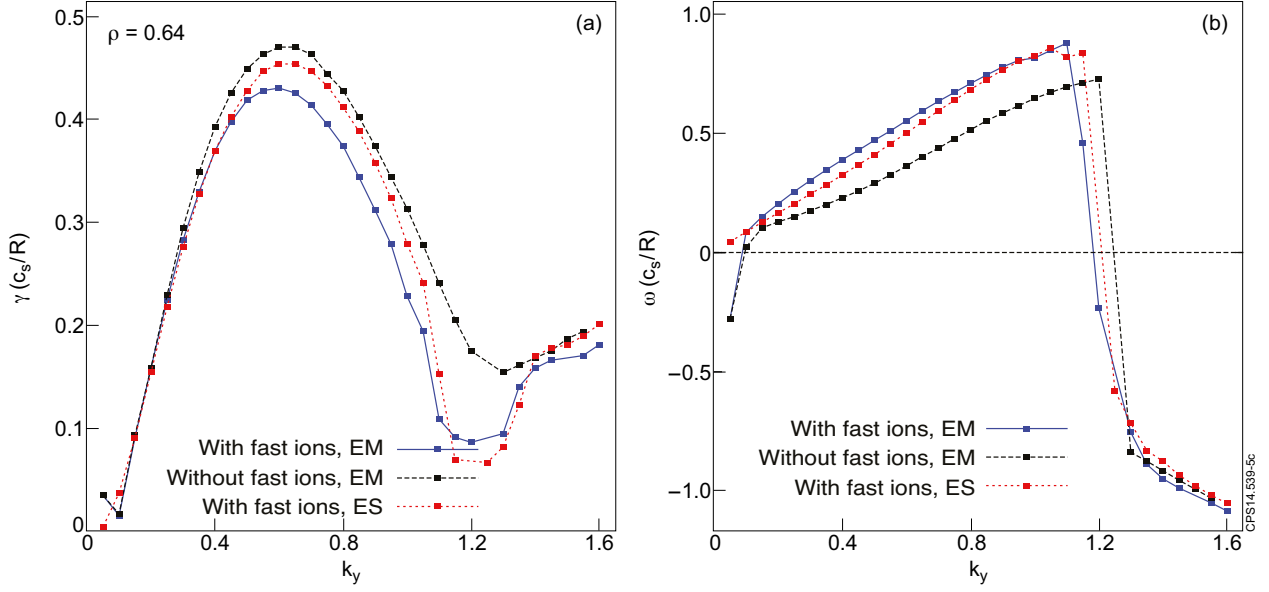 (a)
ρ = 0.64
0.5
0.4
0.3
0.2
0.1
0
γ (c_s/R)
With fast ions, EM
Without fast ions, EM
With fast ions, ES
0
0.4
0.8
1.2
1.6
k_y
(b)
1.0
0.5
0
−0.5
−1.0
ω (c_s/R)
With fast ions, EM
Without fast ions, EM
With fast ions, ES
0
0.4
0.8
1.2
1.6
k_y
CPS14.539-5c